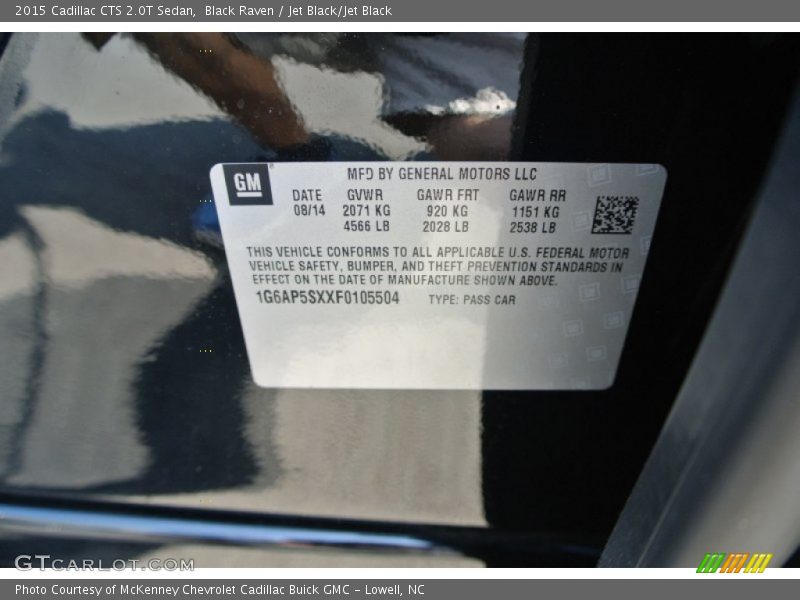 2015 Cadillac CTS 2.0T Sedan, Black Raven / Jet Black/Jet Black
GM
MFD BY GENERAL MOTORS LLC
DATE GVWR GAWR FRT GAWR RR
08/14 2071 KG 920 KG 1151 KG
4566 LB 2028 LB 2538 LB
THIS VEHICLE CONFORMS TO ALL APPLICABLE U.S. FEDERAL MOTOR
VEHICLE SAFETY, BUMPER, AND THEFT PREVENTION STANDARDS IN
EFFECT ON THE DATE OF MANUFACTURE SHOWN ABOVE.
1G6AP5SXXF0105504 TYPE: PASS CAR
GTCARLOT.COM
Photo Courtesy of McKenney Chevrolet Cadillac Buick GMC – Lowell, NC